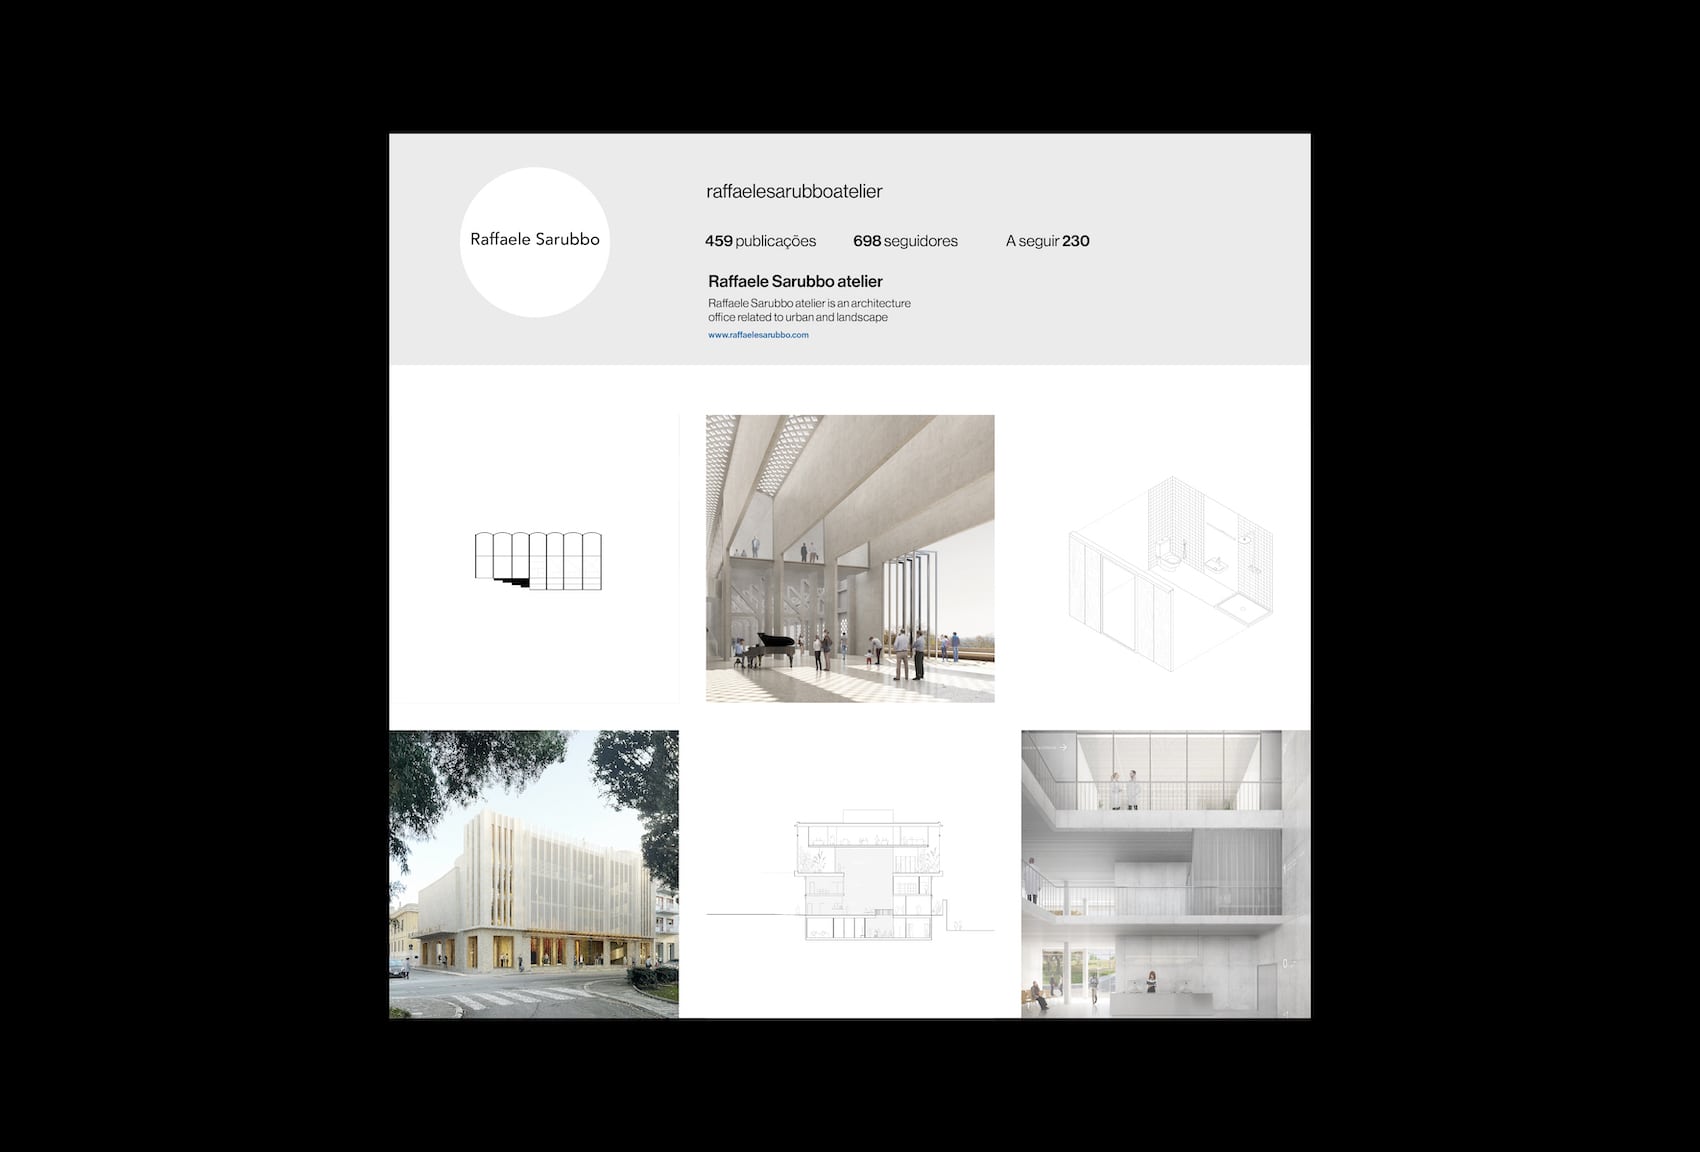 Raffaele Sarubbo
raffaelesarubboatelier
459 publicações 698 seguidores A seguir 230
Raffaele Sarubbo atelier
Raffaele Sarubbo atelier is an architecture
office related to urban and landscape
www.raffaelesarubbo.com